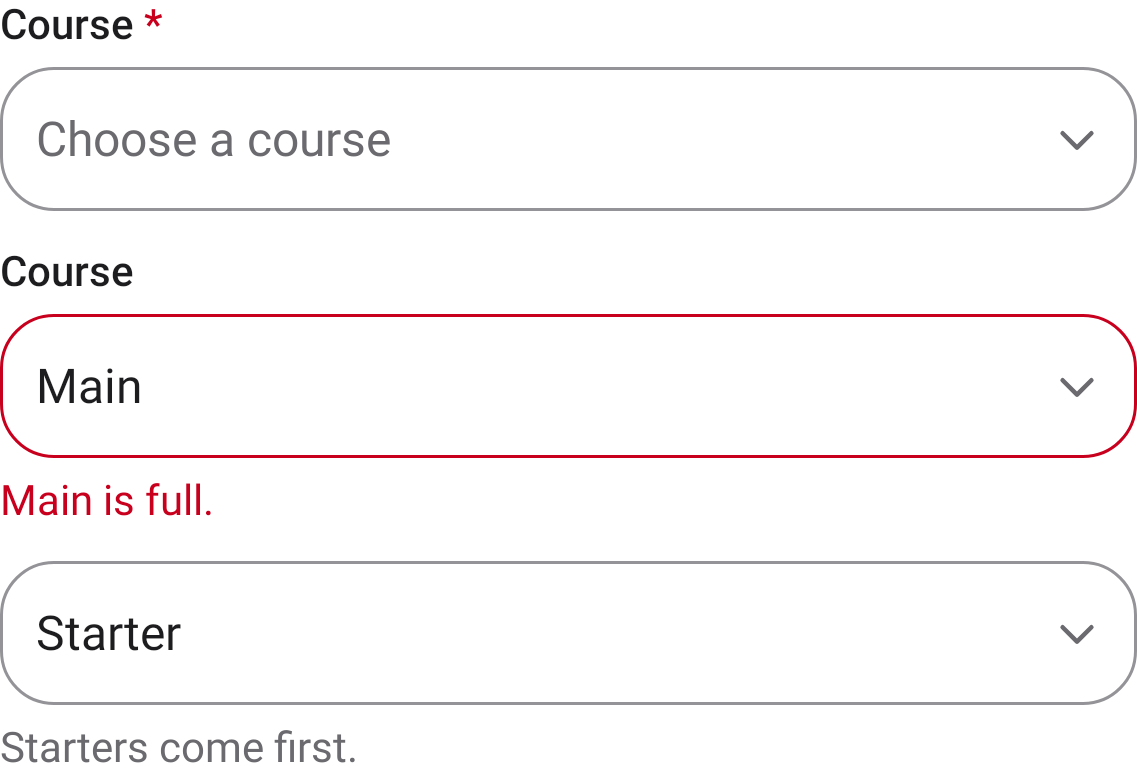 Course *
Choose a course
Course
Main
Main is full.
Starter
Starters come first.